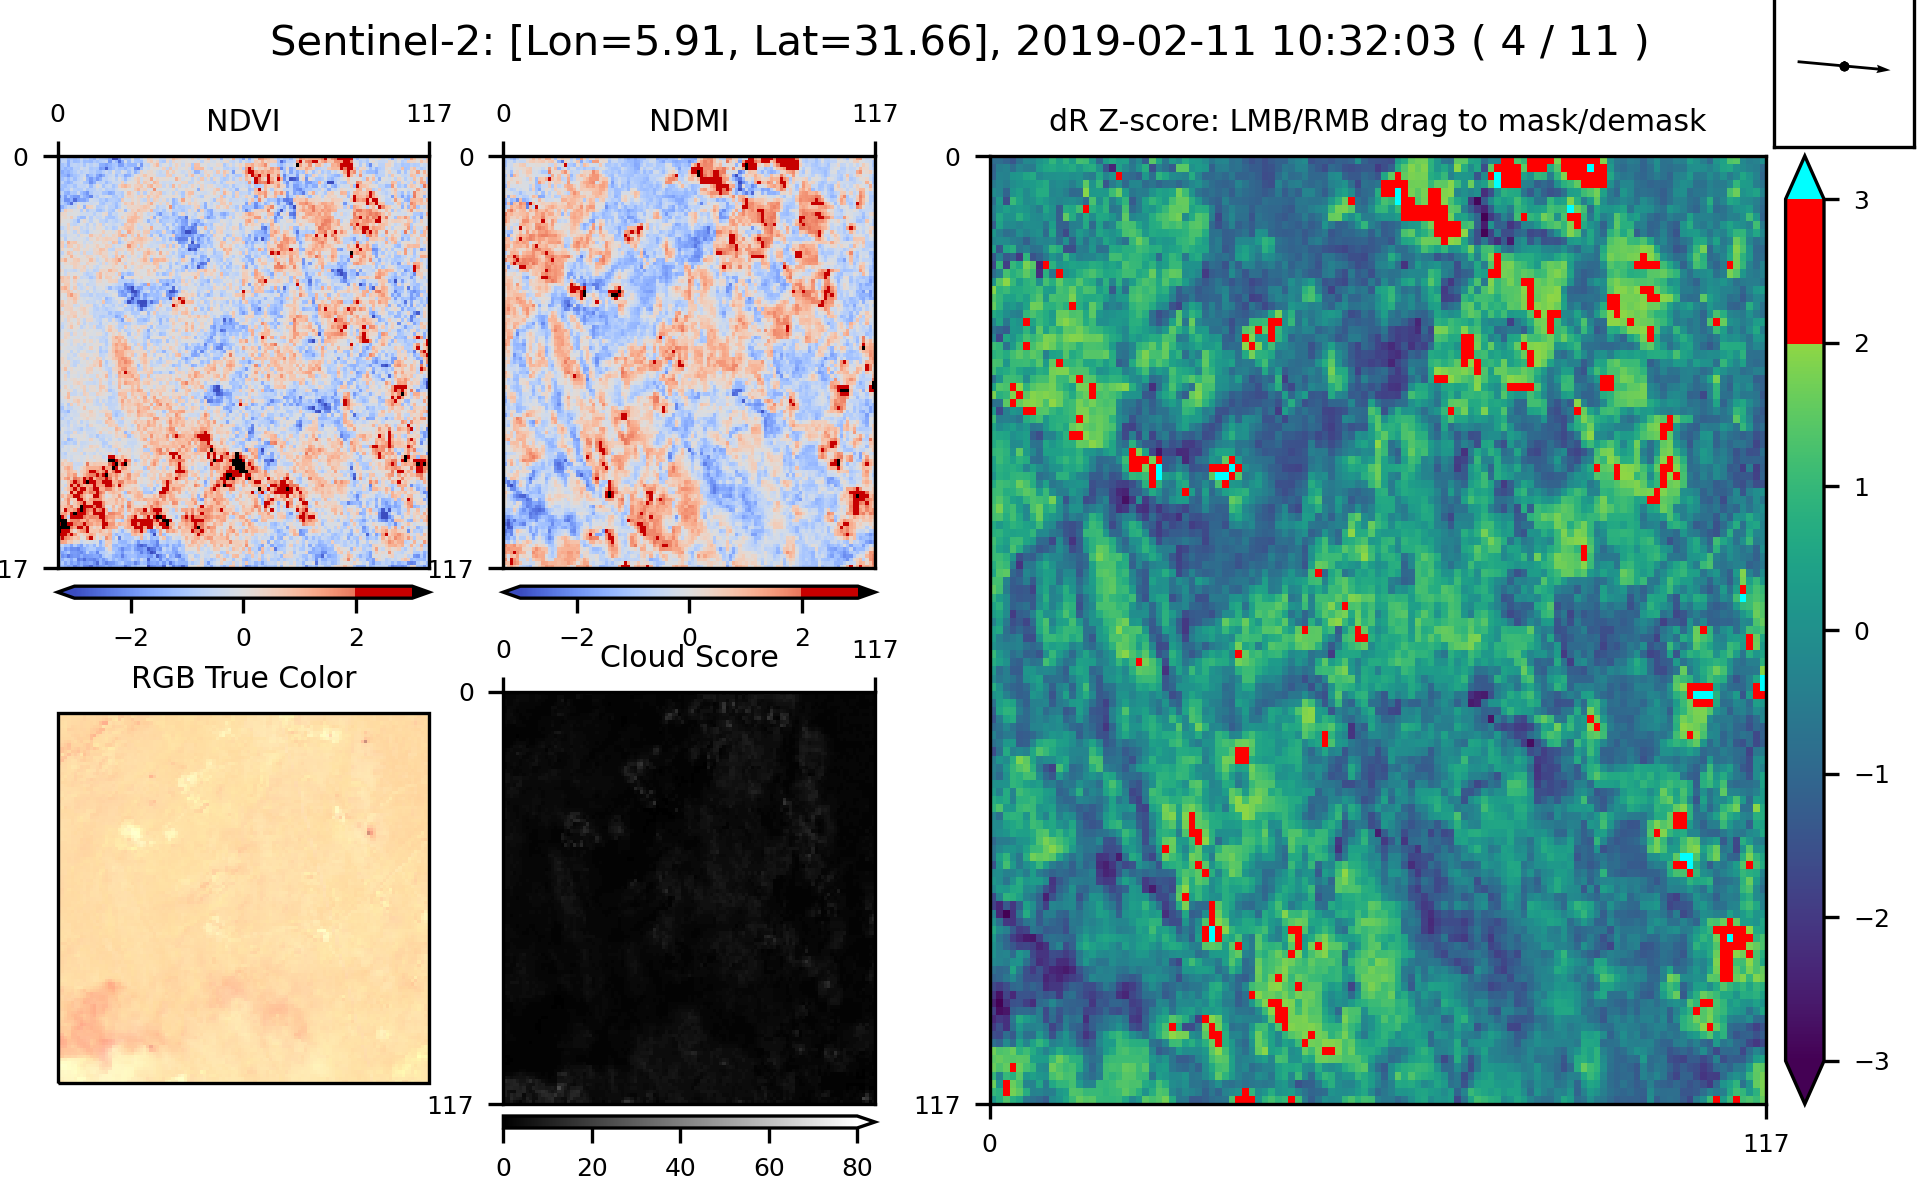 Sentinel-2: [Lon=5.91, Lat=31.66], 2019-02-11 10:32:03 ( 4 / 11 )
0 117
NDVI
0
17
−2 0 2
0 117
NDMI
0
117
−2 0 2
dR Z-score: LMB/RMB drag to mask/demask
0
117
0 117
3
2
1
0
−1
−2
−3
RGB True Color
0 117
Cloud Score
0
117
0 20 40 60 80